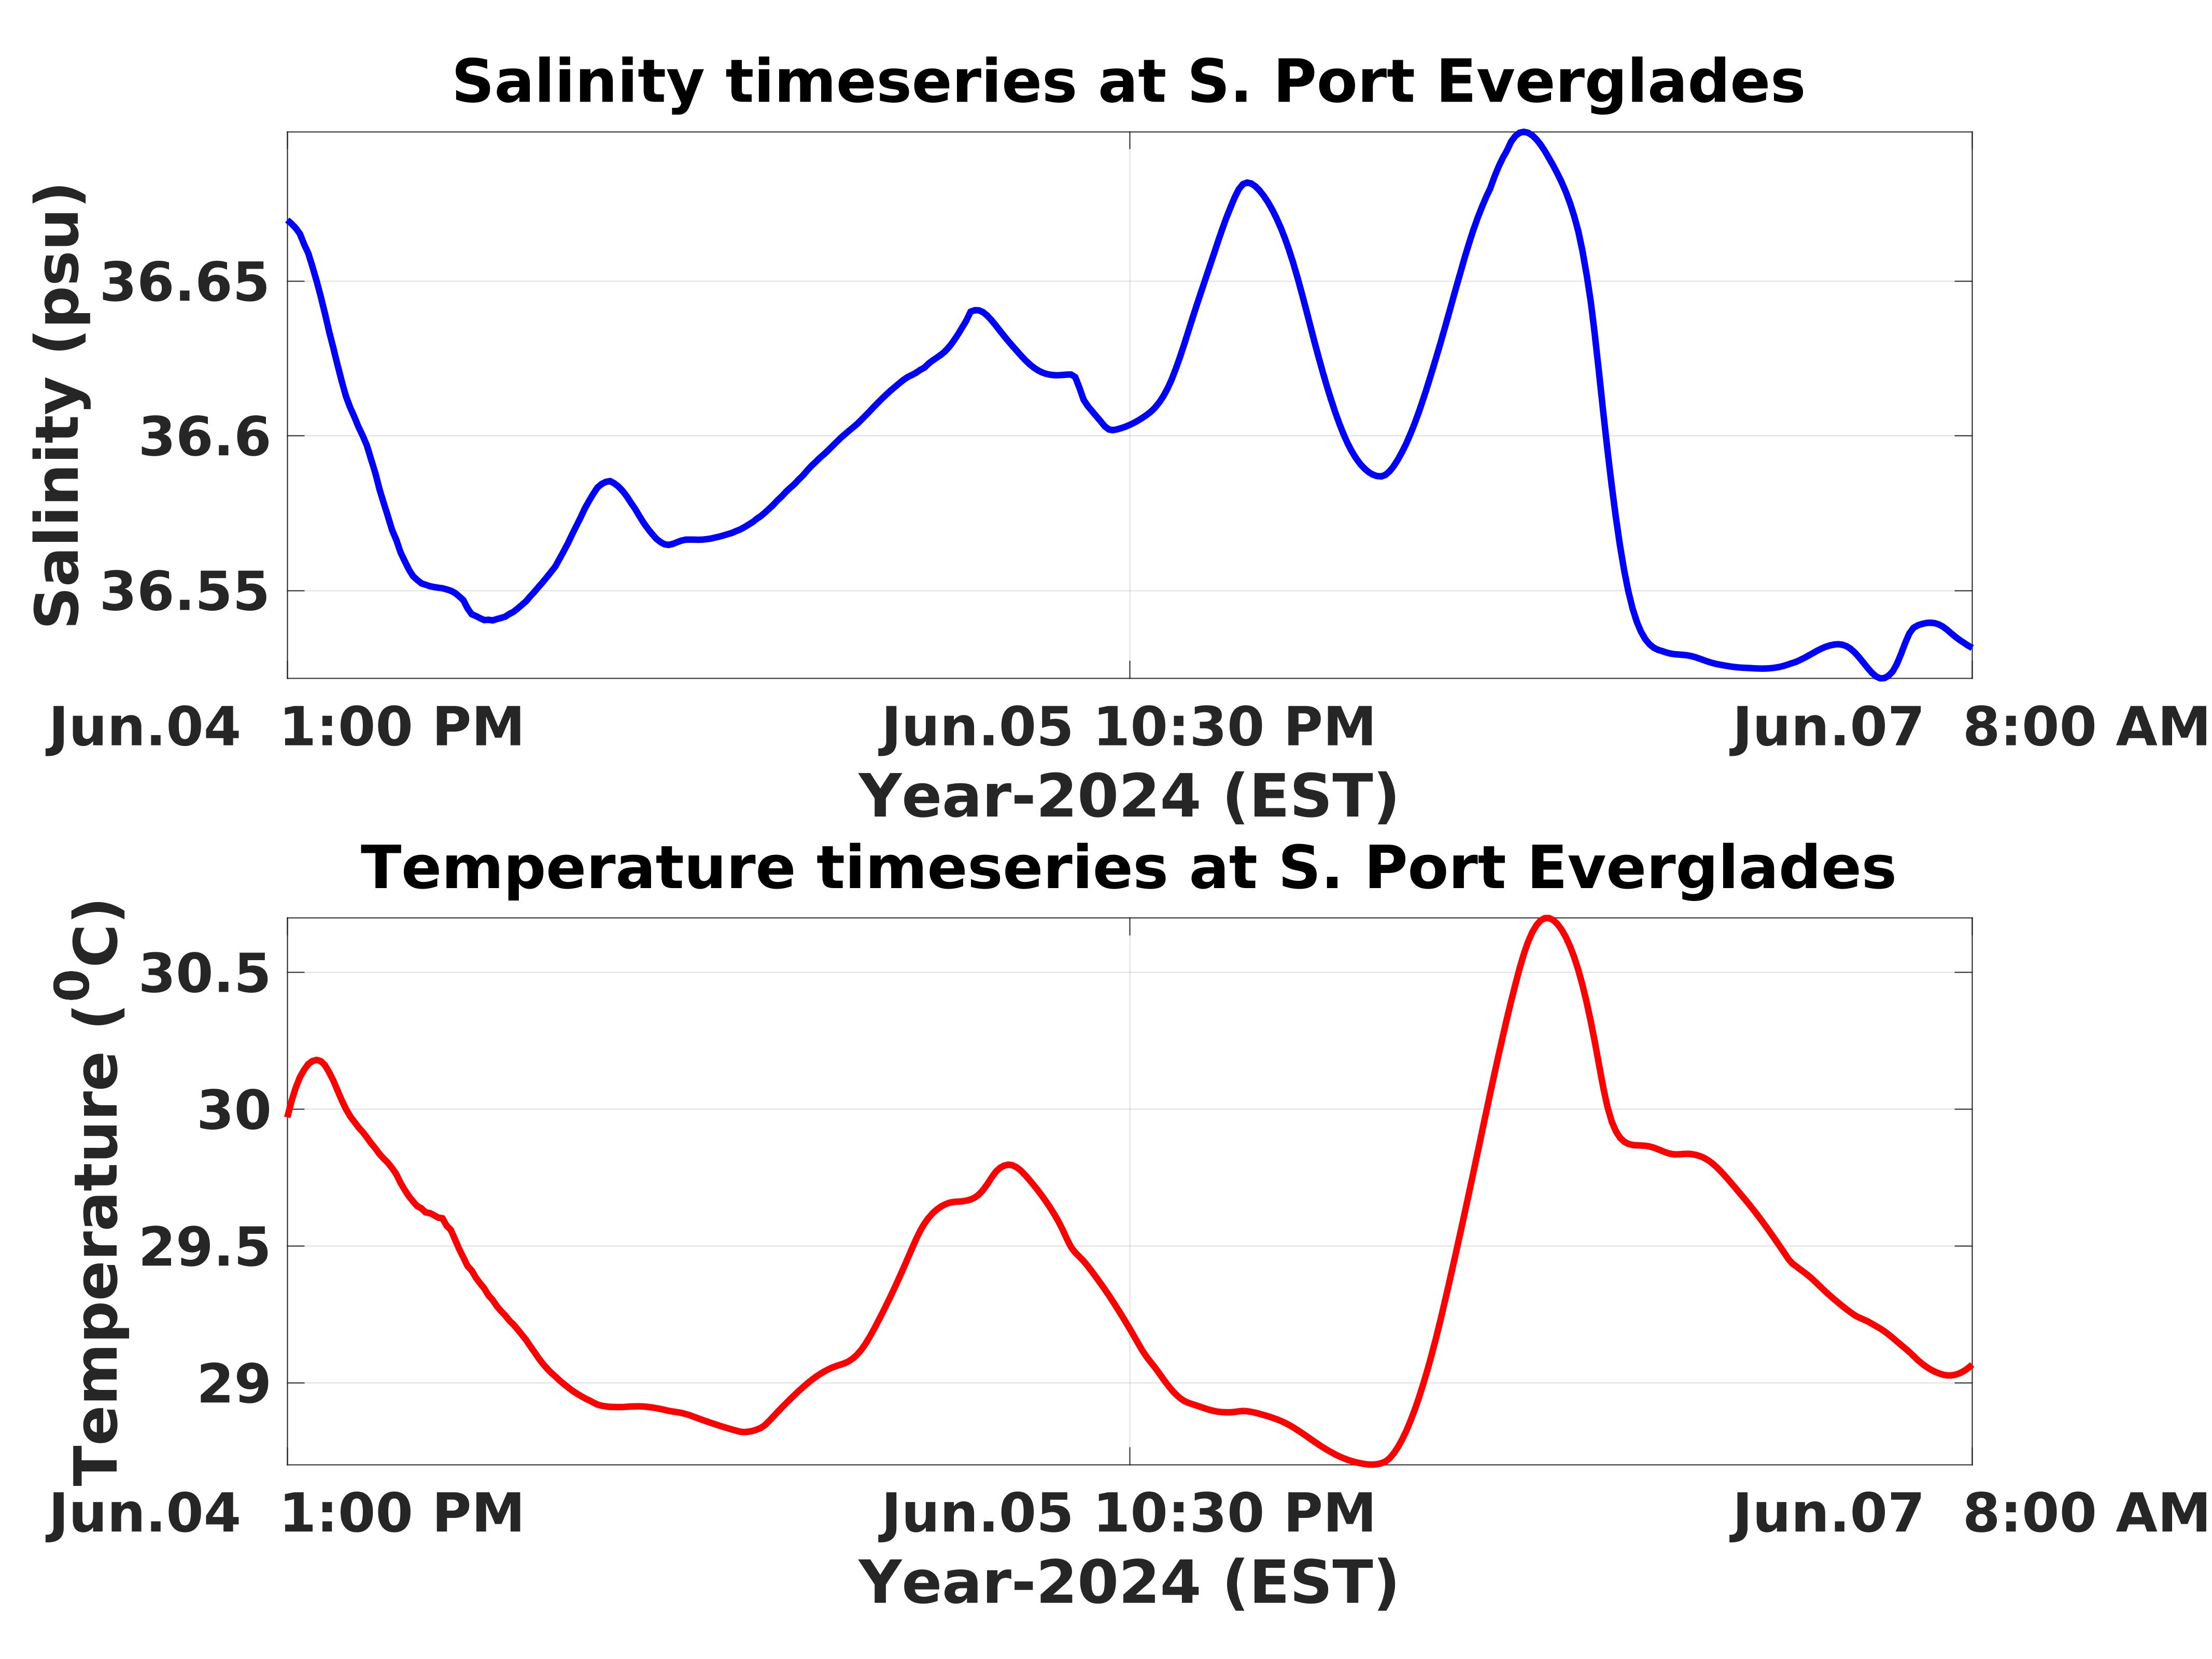 Salinity timeseries at S. Port Everglades
Salinity (psu)
36.65
36.6
36.55
Jun.04  1:00 PM
Jun.05 10:30 PM
Jun.07  8:00 AM
Year-2024 (EST)
Temperature timeseries at S. Port Everglades
Temperature (⁰C)
30.5
30
29.5
29
Jun.04  1:00 PM
Jun.05 10:30 PM
Jun.07  8:00 AM
Year-2024 (EST)